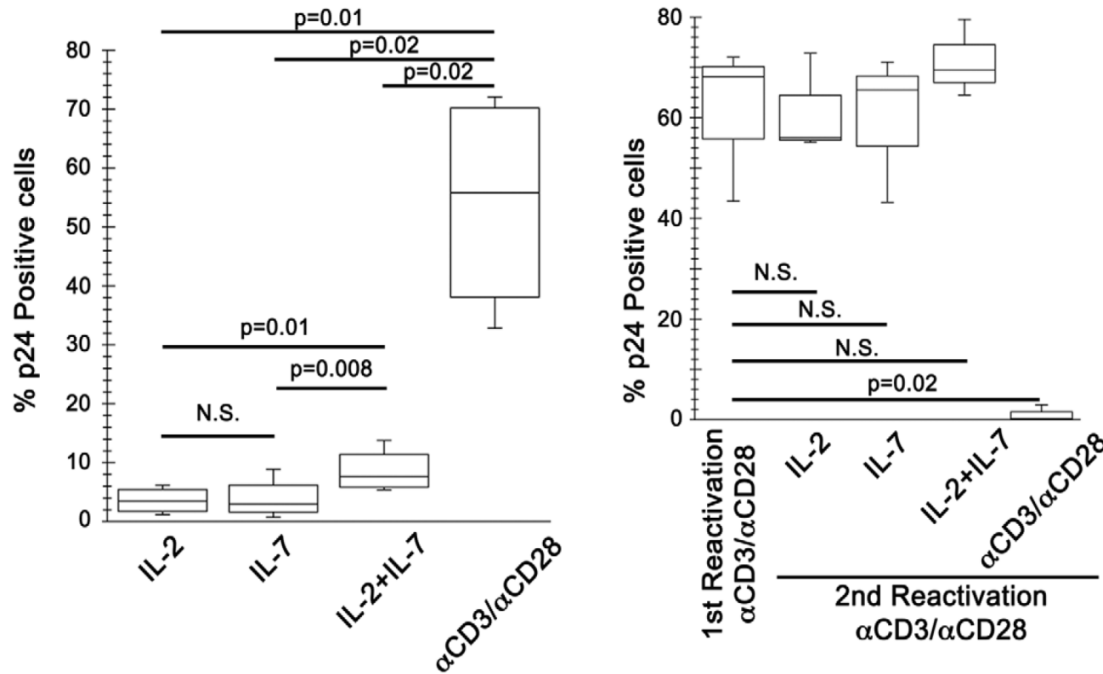 p=0.01
p=0.02
p=0.02
p=0.01
p=0.008
N.S.
% p24 Positive cells
80
70
60
50
40
30
20
10
0
IL-2
IL-7
IL-2+IL-7
αCD3/αCD28
% p24 Positive cells
80
60
40
20
0
N.S.
N.S.
N.S.
p=0.02
1st Reactivation
αCD3/αCD28
IL-2
IL-7
IL-2+IL-7
αCD3/αCD28
2nd Reactivation
αCD3/αCD28